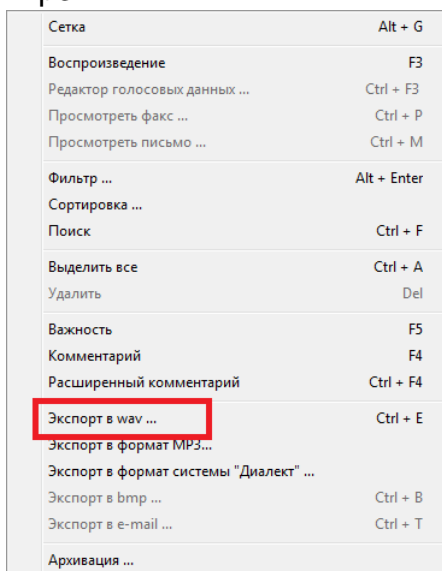 Сетка Alt + G
Воспроизведение F3
Редактор голосовых данных ... Ctrl + F3
Просмотреть факс ... Ctrl + P
Просмотреть письмо ... Ctrl + M
Фильтр ... Alt + Enter
Сортировка ...
Поиск Ctrl + F
Выделить все Ctrl + A
Удалить Del
Важность F5
Комментарий F4
Расширенный комментарий Ctrl + F4
Экспорт в wav ... Ctrl + E
Экспорт в формат MP3...
Экспорт в формат системы "Диалект" ...
Экспорт в bmp ... Ctrl + B
Экспорт в e-mail ... Ctrl + T
Архивация ...